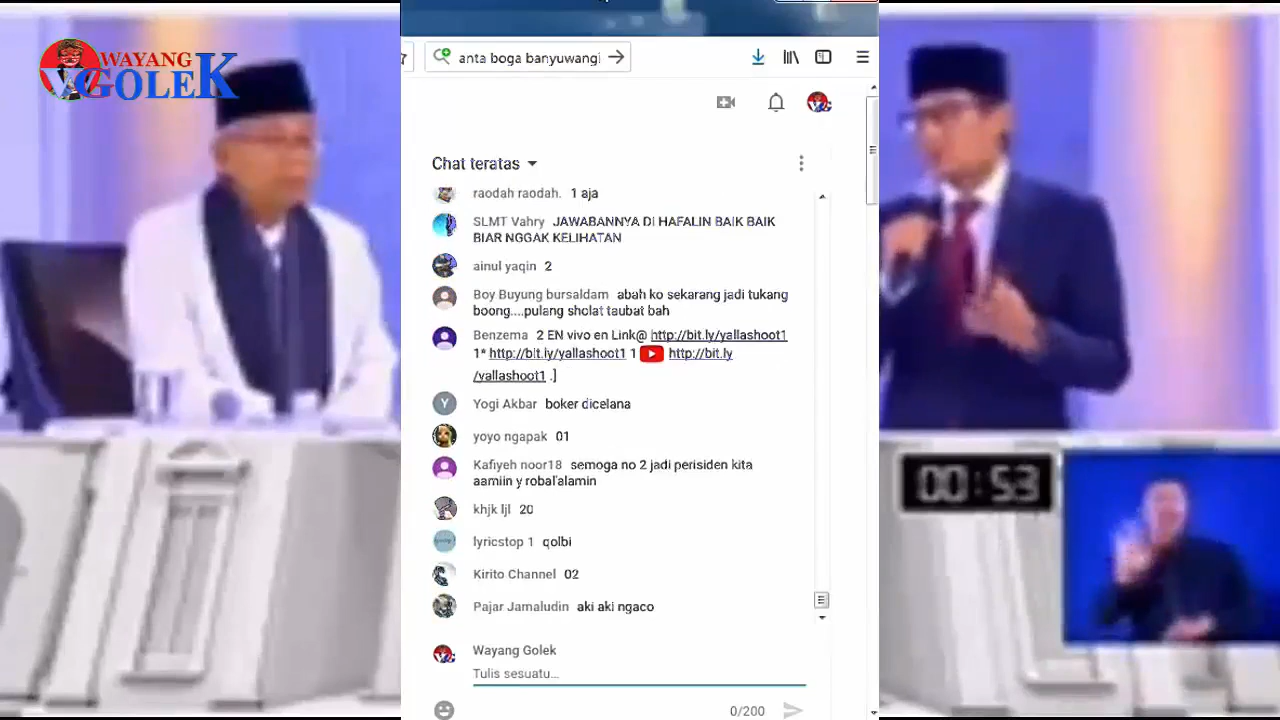 WAYANG
GOLEK
anta boga banyuwangi
Chat teratas
raodah raodah. 1 aja
SLMT Vahry JAWABANNYA DI HAFALIN BAIK BAIK
BIAR NGGAK KELIHATAN
ainul yaqin 2
Boy Buyung bursaldam abah ko sekarang jadi tukang
boong....pulang sholat taubat bah
Benzema 2 EN vivo en Link@ http://bit.ly/yallashoot1
1* http://bit.ly/yallashoot1 1 http://bit.ly
/yallashoot1 .]
Y Yogi Akbar boker dicelana
yoyo ngapak 01
Kafiyeh noor18 semoga no 2 jadi perisiden kita
aamiin y robal'alamin
khjk ljl 20
lyricstop 1 qolbi
Kirito Channel 02
Pajar Jamaludin aki aki ngaco
Wayang Golek
Tulis sesuatu...
0/200
00:53